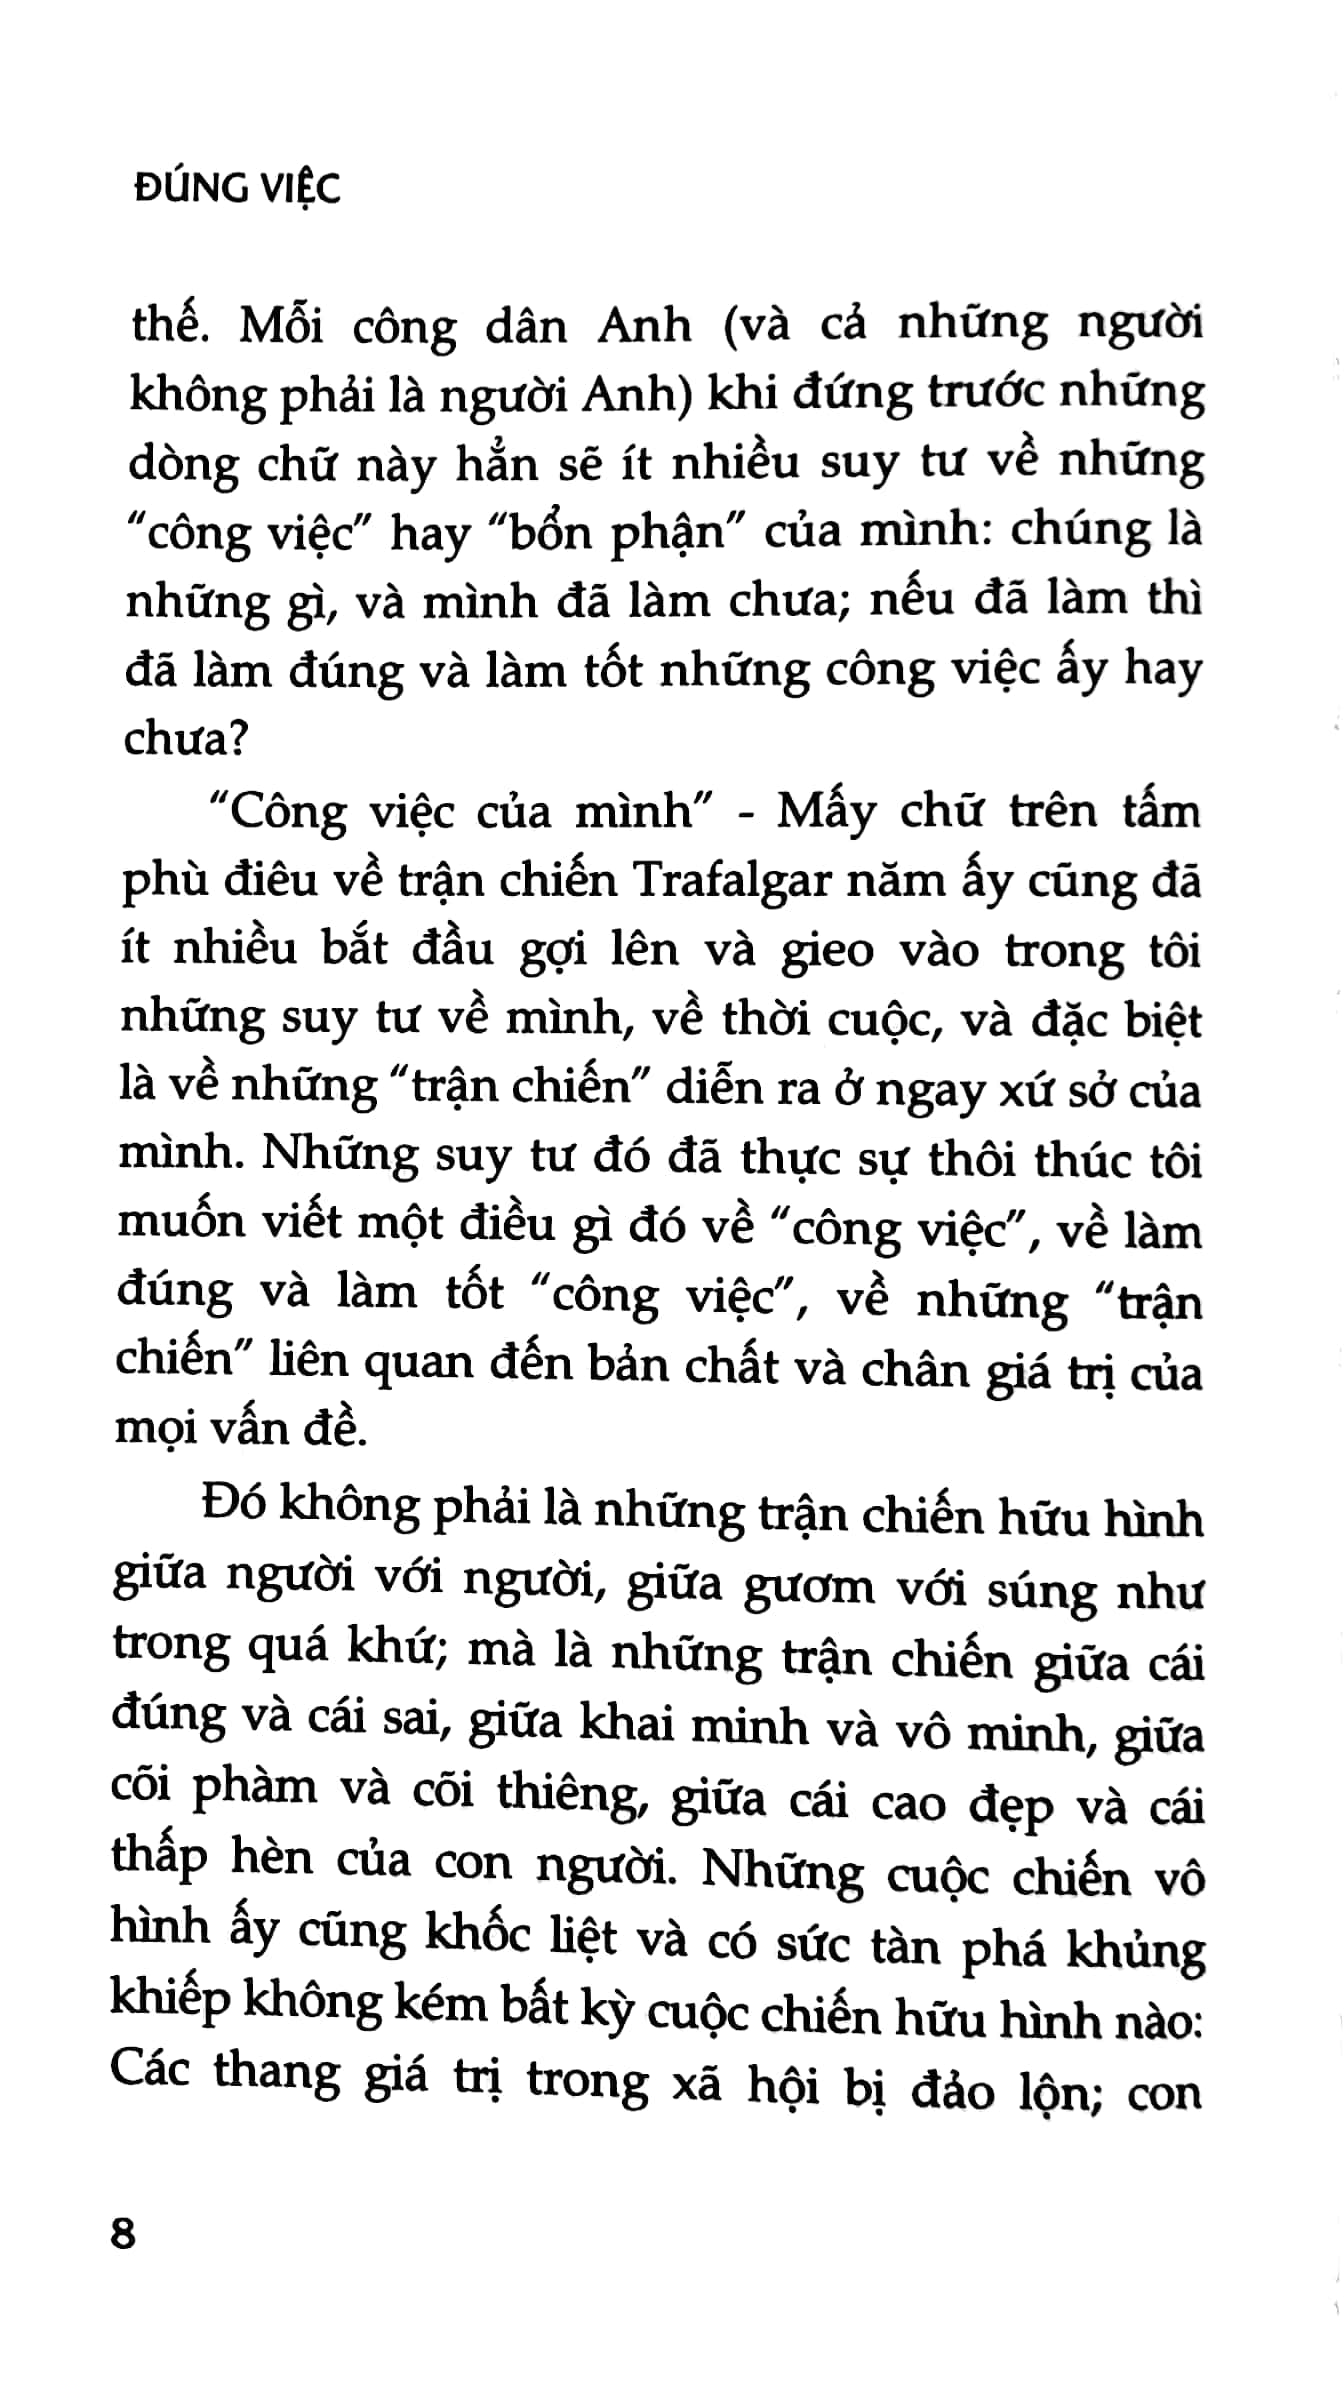 ĐÚNG VIỆC
thế. Mỗi công dân Anh (và cả những người
không phải là người Anh) khi đứng trước những
dòng chữ này hẳn sẽ ít nhiều suy tư về những
“công việc” hay “bổn phận” của mình: chúng là
những gì, và mình đã làm chưa; nếu đã làm thì
đã làm đúng và làm tốt những công việc ấy hay
chưa?
“Công việc của mình” - Mấy chữ trên tấm
phù điêu về trận chiến Trafalgar năm ấy cũng đã
ít nhiều bắt đầu gợi lên và gieo vào trong tôi
những suy tư về mình, về thời cuộc, và đặc biệt
là về những “trận chiến” diễn ra ở ngay xứ sở của
mình. Những suy tư đó đã thực sự thôi thúc tôi
muốn viết một điều gì đó về “công việc”, về làm
đúng và làm tốt “công việc”, về những “trận
chiến” liên quan đến bản chất và chân giá trị của
mọi vấn đề.
Đó không phải là những trận chiến hữu hình
giữa người với người, giữa gươm với súng như
trong quá khứ; mà là những trận chiến giữa cái
đúng và cái sai, giữa khai minh và vô minh, giữa
cõi phàm và cõi thiêng, giữa cái cao đẹp và cái
thấp hèn của con người. Những cuộc chiến vô
hình ấy cũng khốc liệt và có sức tàn phá khủng
khiếp không kém bất kỳ cuộc chiến hữu hình nào:
Các thang giá trị trong xã hội bị đảo lộn; con
8